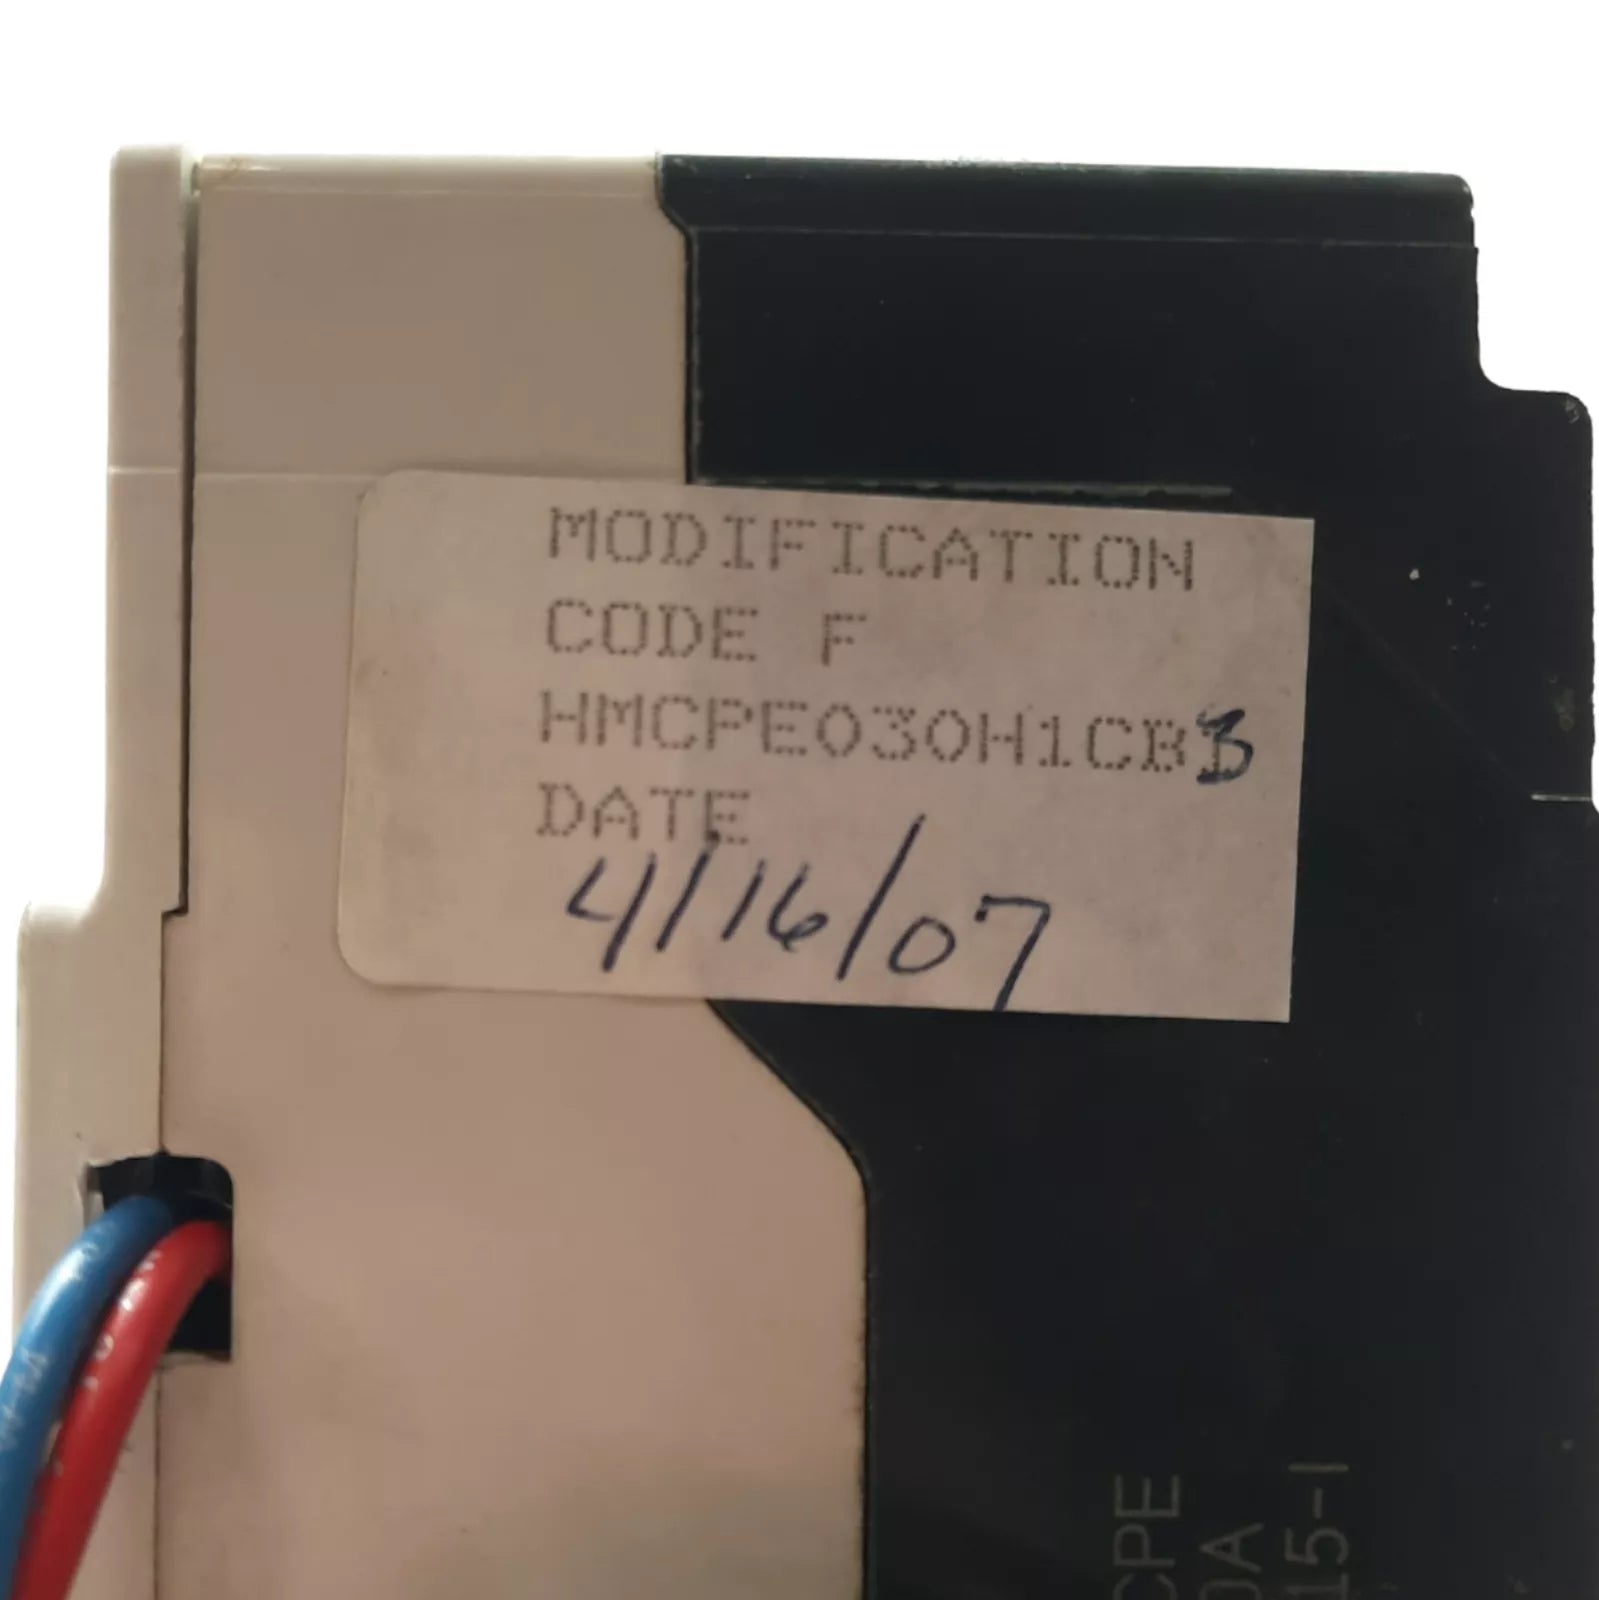 MODIFICATION
CODE F
HMCPE030H1CB3
DATE
4/16/07
CPE
0A
15-I